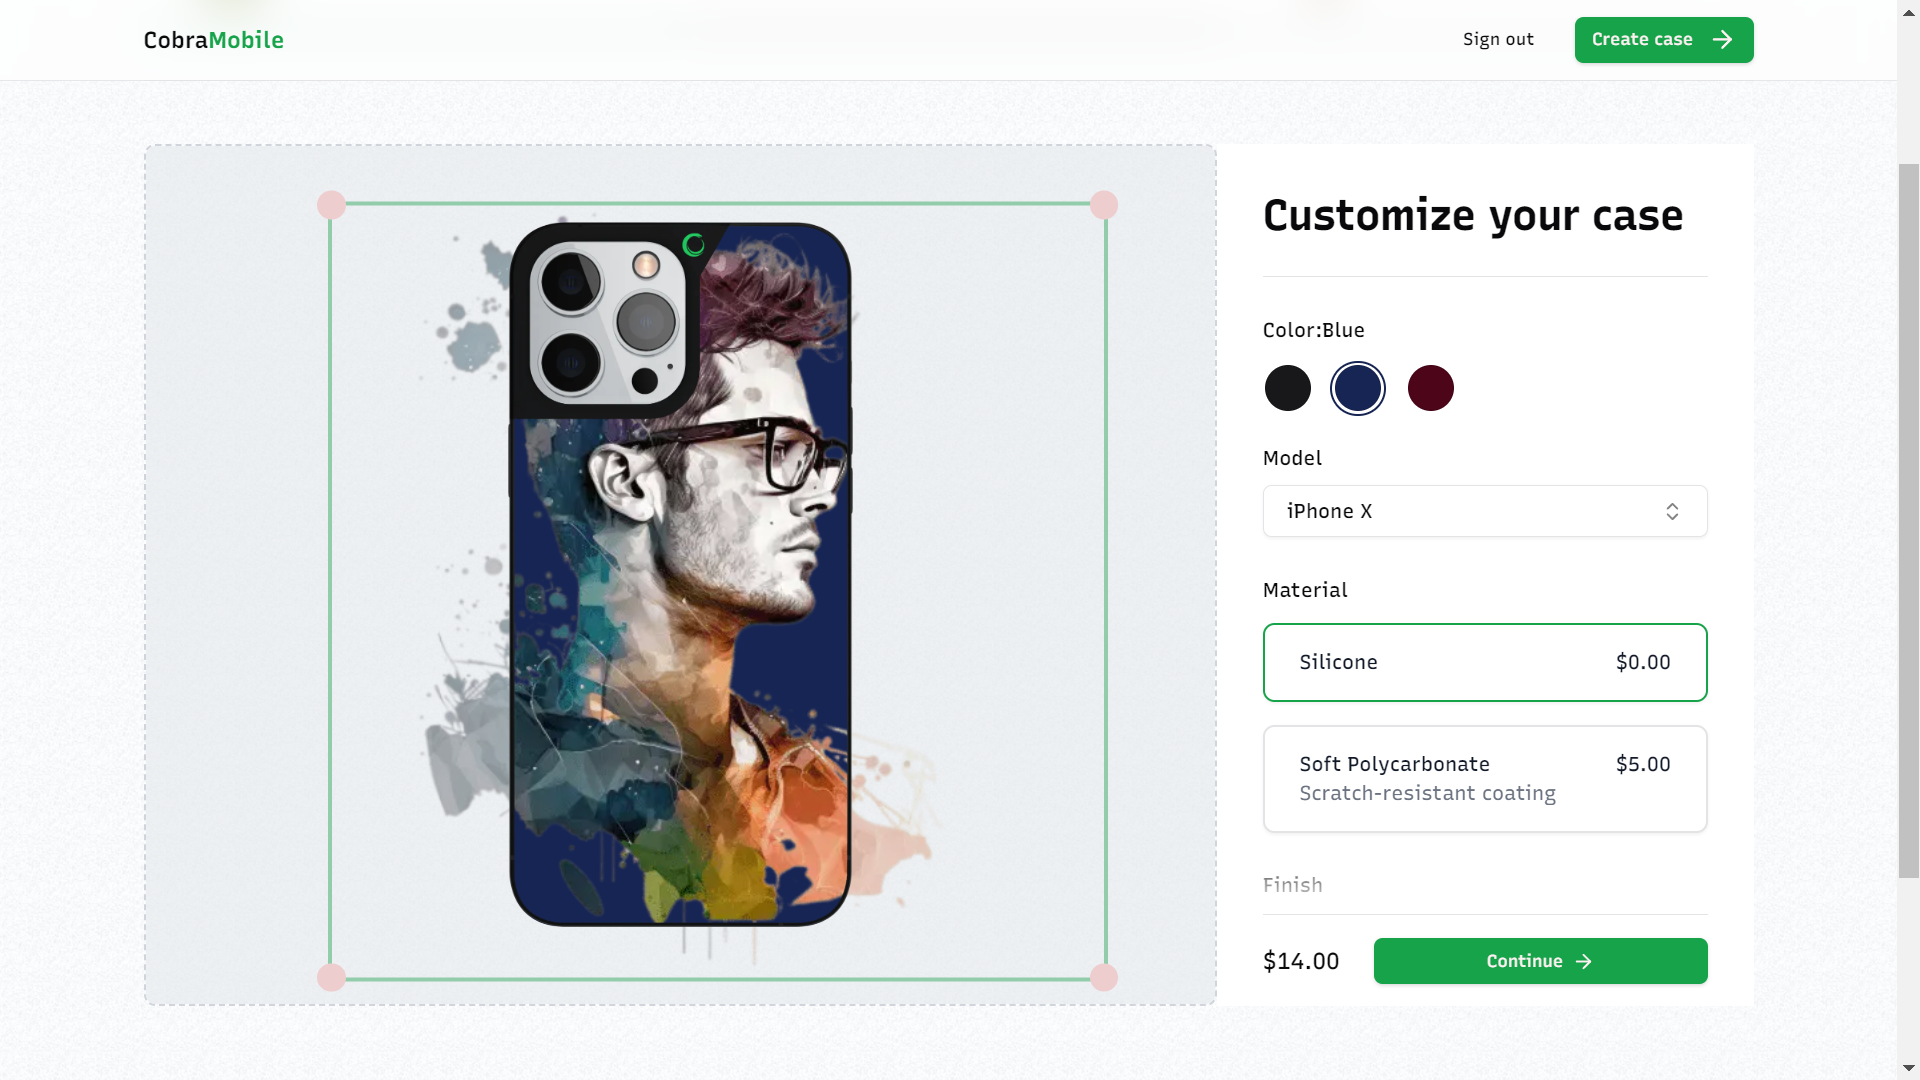 CobraMobile
Sign out
Create case
Customize your case
Color:Blue
Model
iPhone X
Material
Silicone $0.00
Soft Polycarbonate $5.00
Scratch-resistant coating
Finish
$14.00
Continue